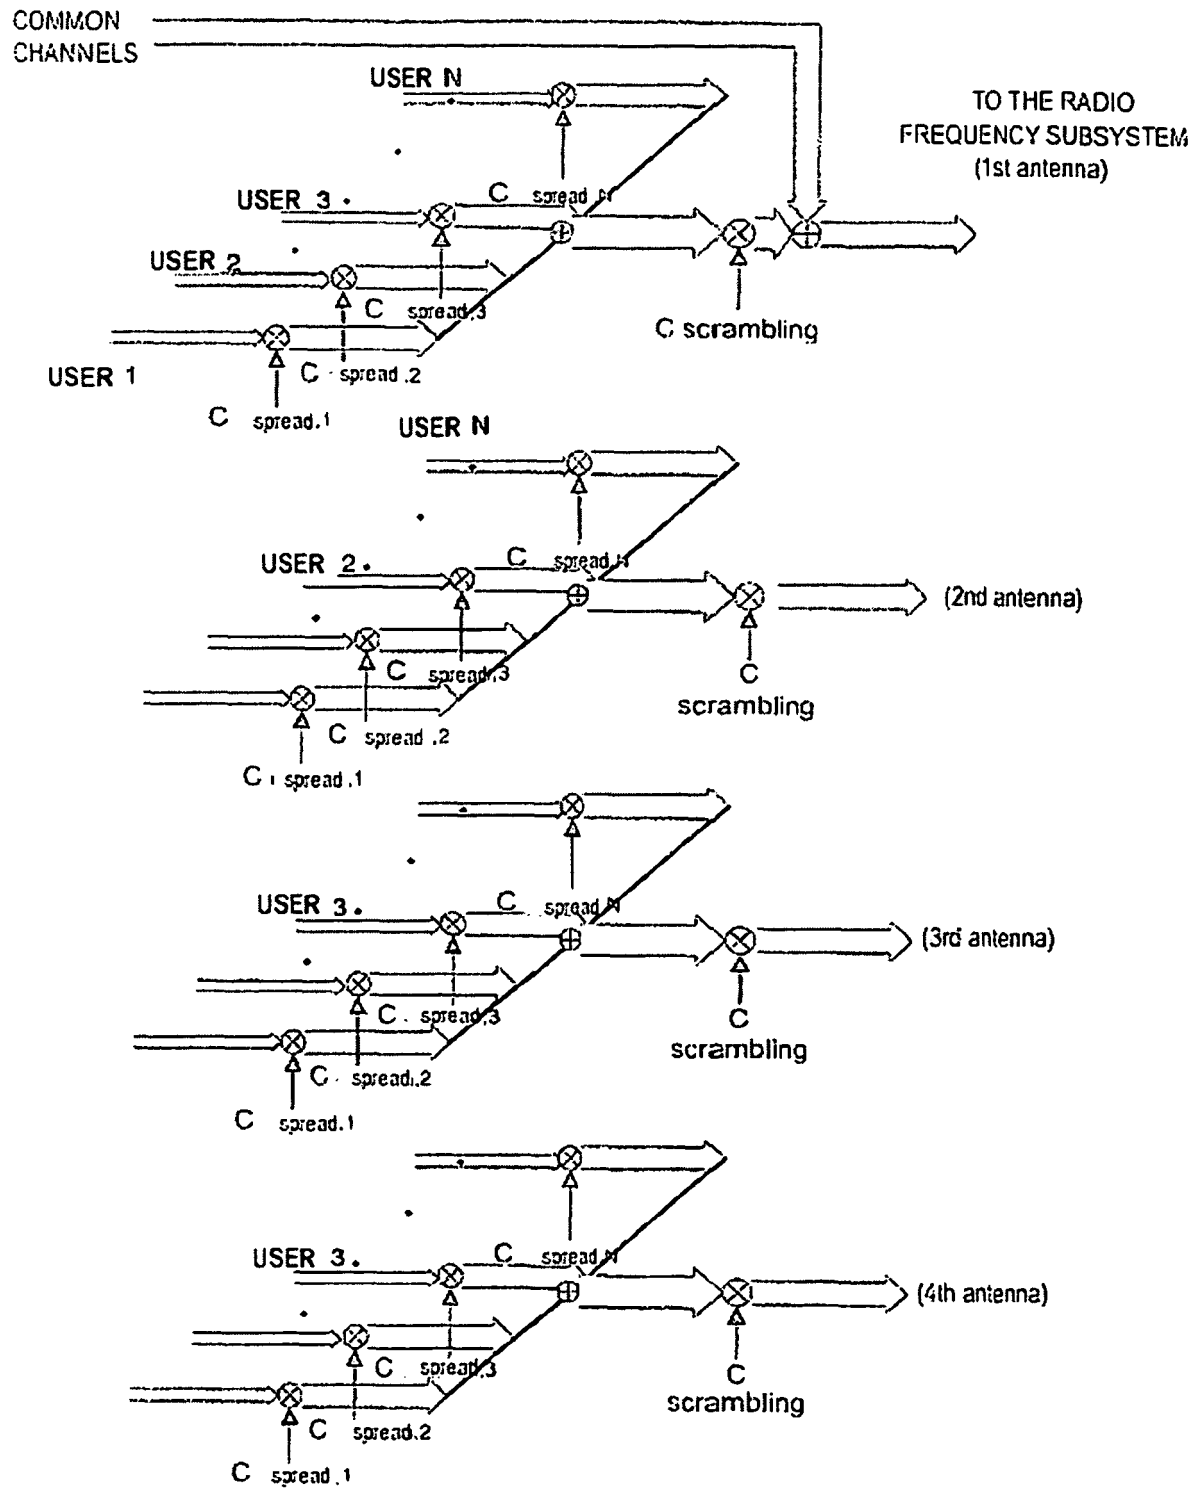 COMMON
CHANNELS
USER N
TO THE RADIO
FREQUENCY SUBSYSTEM
(1st antenna)
USER 3.
C spread N
USER 2
C spread,3
C scrambling
USER 1
C spread .2
C spread.1
USER N
USER 2.
C spread
(2nd antenna)
C spread,3
C
scrambling
C spread .2
C spread .1
USER 3.
C spread N
(3rd antenna)
C spread,3
C
scrambling
C spread.2
C spread.1
USER 3.
C spread N
(4th antenna)
C spread,3
C
scrambling
C spread.2
C spread .1